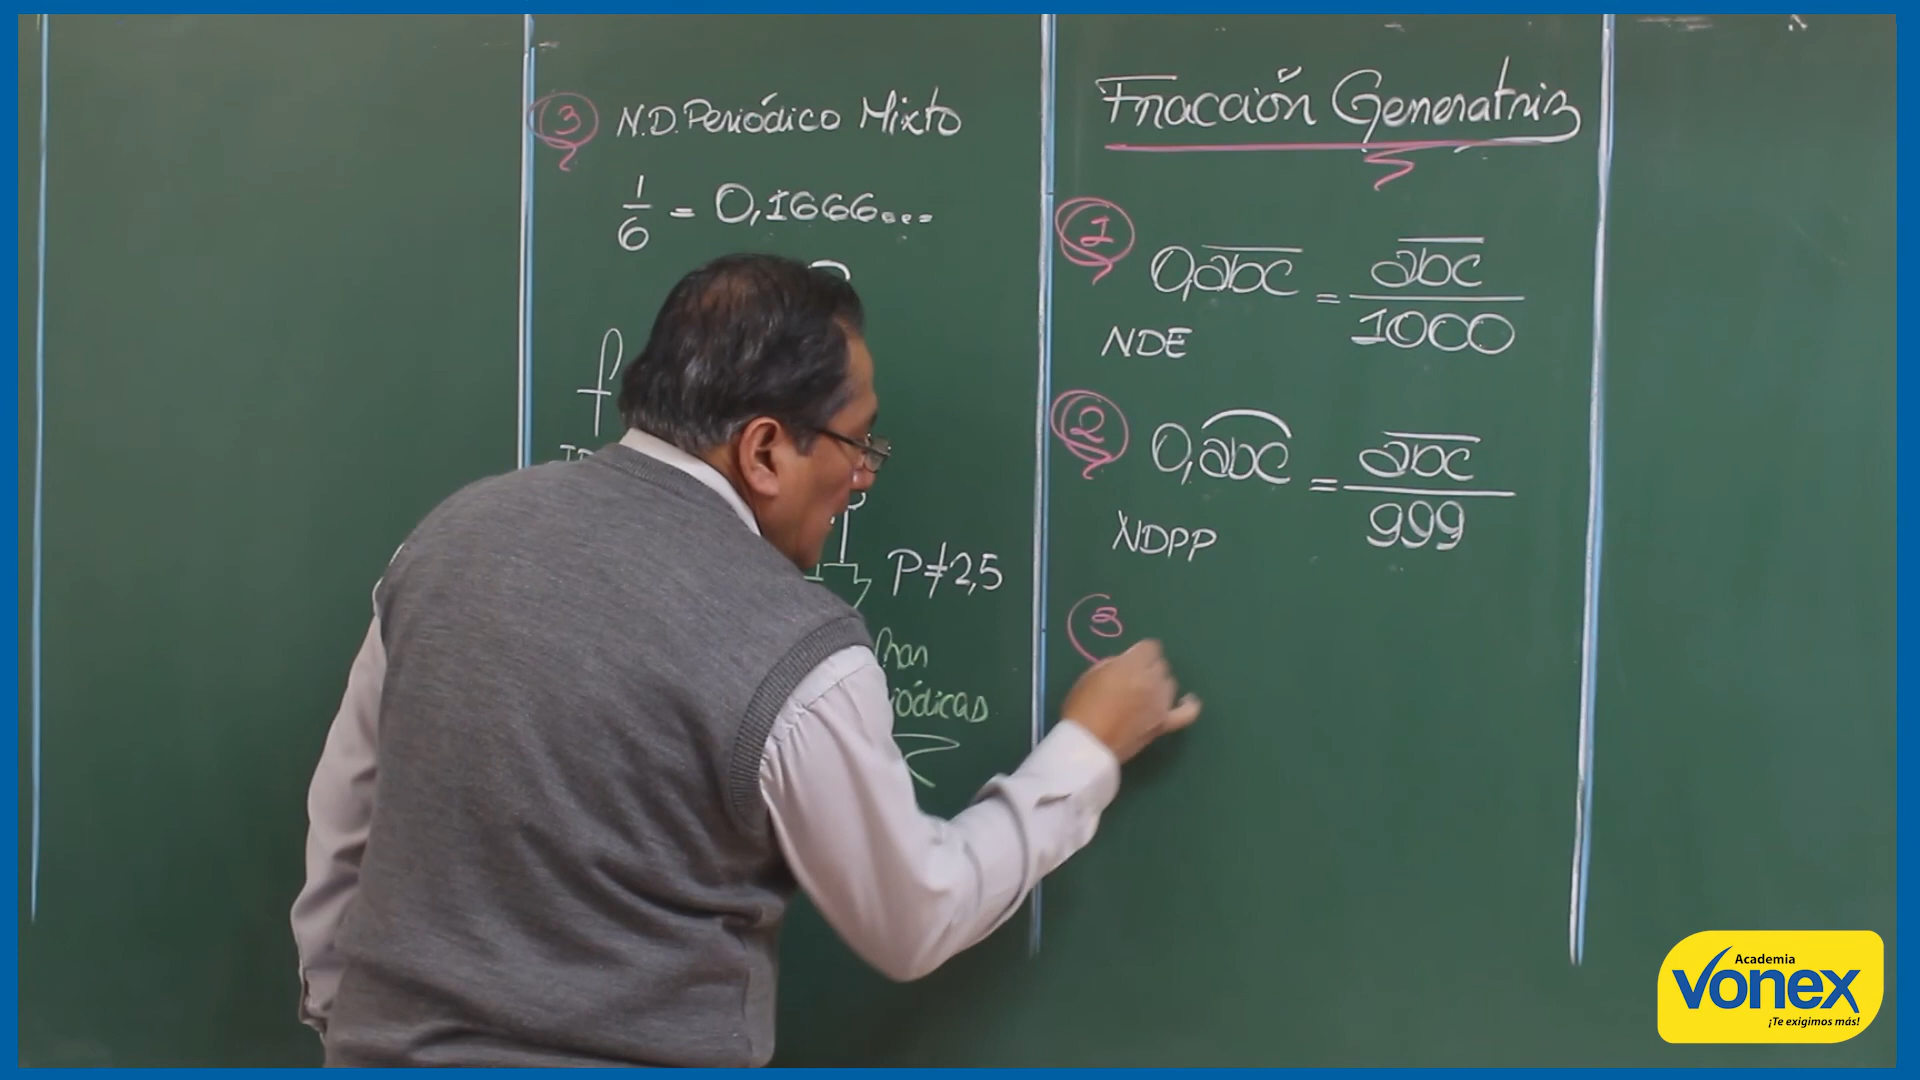 3 N.D. Periódico Mixto
1/6 = 0,1666...
f
P≠2,5
Fracción Generatriz
1
0,abc = abc/1000
NDE
2
0,abc = abc/999
NDPP
3
Academia
vonex
¡Te exigimos más!